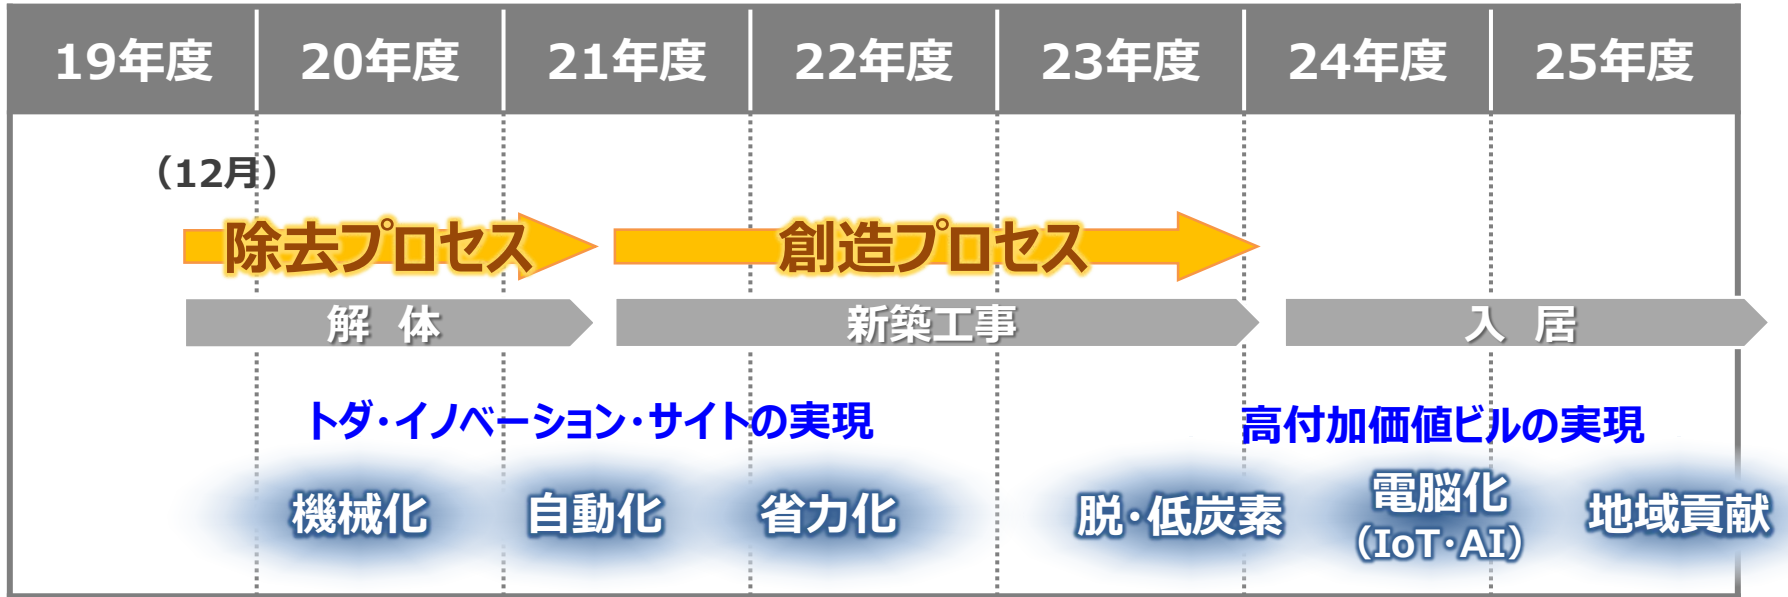 19年度 20年度 21年度 22年度 23年度 24年度 25年度
（12月）
除去プロセス 創造プロセス
解 体 新築工事 入 居
トダ・イノベーション・サイトの実現 高付加価値ビルの実現
機械化 自動化 省力化 脱・低炭素 電脳化 地域貢献
（IoT・AI）